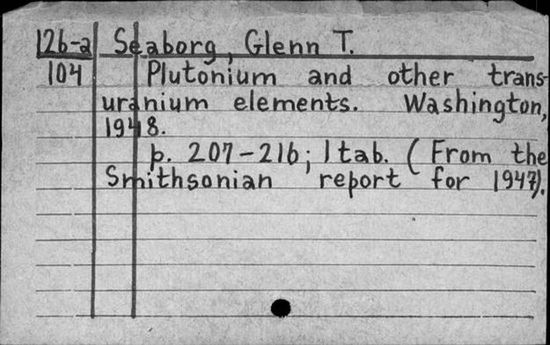 126-a Seaborg, Glenn T.
104 Plutonium and other trans-
uranium elements. Washington,
1948.
p. 207-216; 1 tab. (From the
Smithsonian report for 1947).